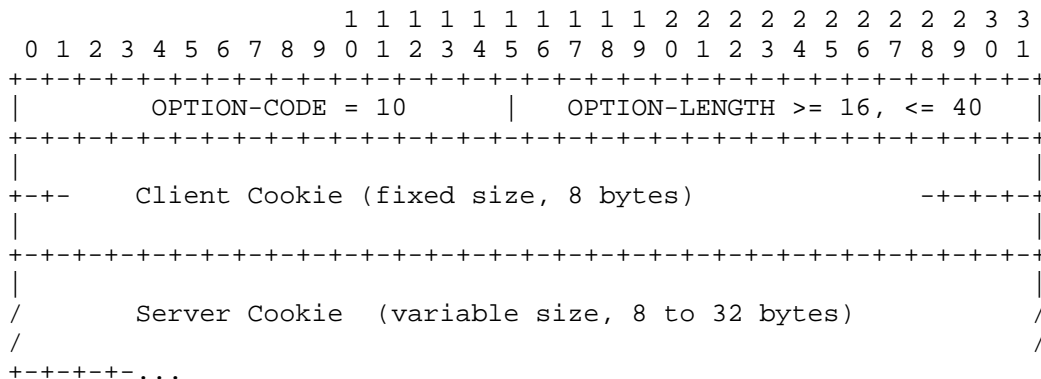 1 1 1 1 1 1 1 1 1 1 2 2 2 2 2 2 2 2 2 2 3 3
 0 1 2 3 4 5 6 7 8 9 0 1 2 3 4 5 6 7 8 9 0 1 2 3 4 5 6 7 8 9 0 1
+-+-+-+-+-+-+-+-+-+-+-+-+-+-+-+-+-+-+-+-+-+-+-+-+-+-+-+-+-+-+-+-+
|        OPTION-CODE = 10       |   OPTION-LENGTH >= 16, <= 40  |
+-+-+-+-+-+-+-+-+-+-+-+-+-+-+-+-+-+-+-+-+-+-+-+-+-+-+-+-+-+-+-+-+
|                                                               |
+-+-    Client Cookie (fixed size, 8 bytes)              -+-+-+-+
|                                                               |
+-+-+-+-+-+-+-+-+-+-+-+-+-+-+-+-+-+-+-+-+-+-+-+-+-+-+-+-+-+-+-+-+
|                                                               |
/       Server Cookie  (variable size, 8 to 32 bytes)           /
/                                                               /
+-+-+-+-...